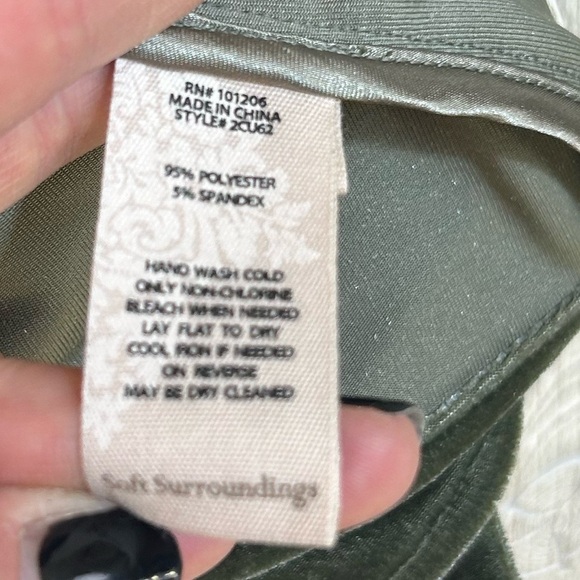 RN# 101206
MADE IN CHINA
STYLE# 2CU62
95% POLYESTER
5% SPANDEX
HAND WASH COLD
ONLY NON-CHLORINE
BLEACH WHEN NEEDED
LAY FLAT TO DRY
COOL IRON IF NEEDED
ON REVERSE
MAY BE DRY CLEANED
Soft Surroundings